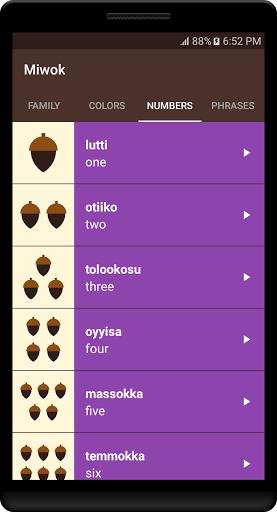 88% 6:52 PM
Miwok
FAMILY COLORS NUMBERS PHRASES
lutti
one
otiiko
two
tolookosu
three
oyyisa
four
massokka
five
temmokka
six